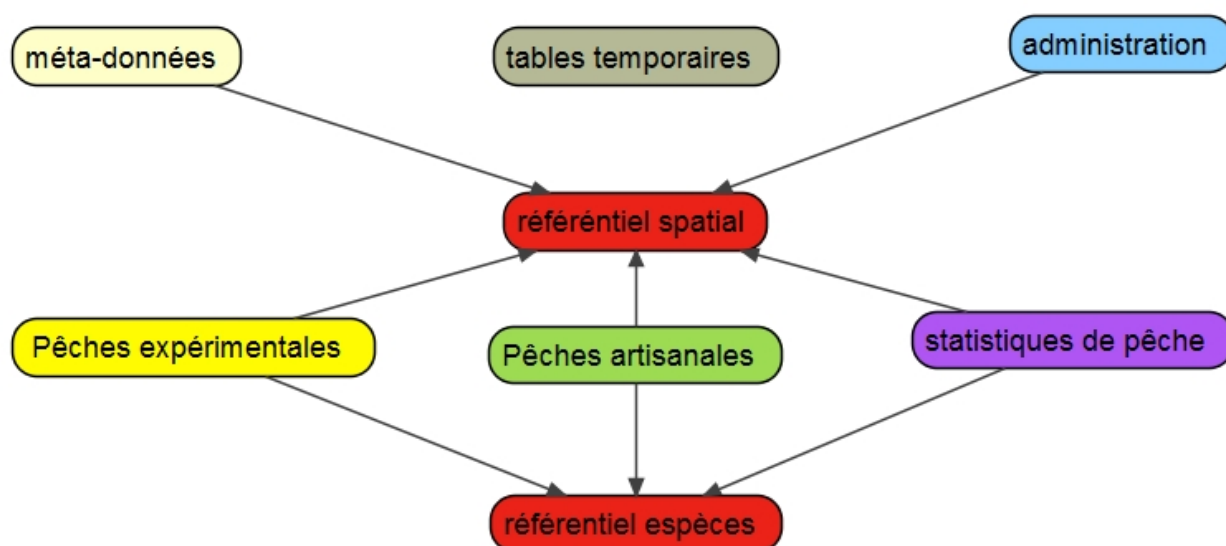 méta-données
tables temporaires
administration
référéntiel spatial
Pêches expérimentales
Pêches artisanales
statistiques de pêche
référentiel espèces